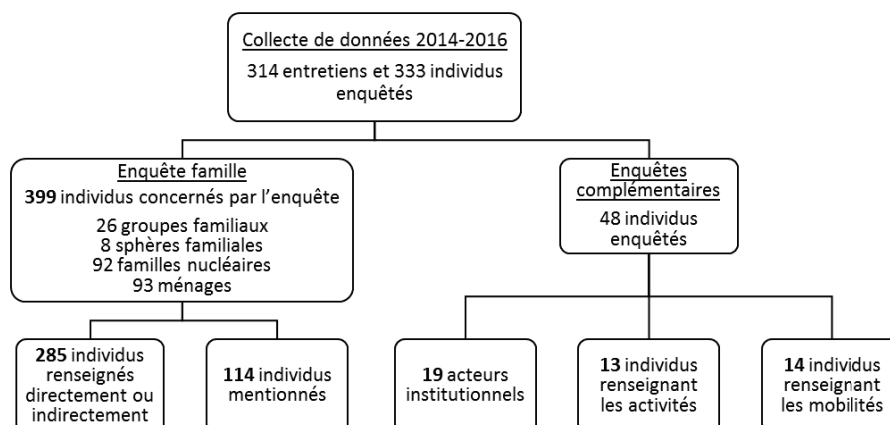 Collecte de données 2014-2016
314 entretiens et 333 individus
enquêtés
Enquête famille
399 individus concernés par l'enquête
26 groupes familiaux
8 sphères familiales
92 familles nucléaires
93 ménages
Enquêtes
complémentaires
48 individus
enquêtés
285 individus
renseignés
directement ou
indirectement
114 individus
mentionnés
19 acteurs
institutionnels
13 individus
renseignant
les activités
14 individus
renseignant
les mobilités